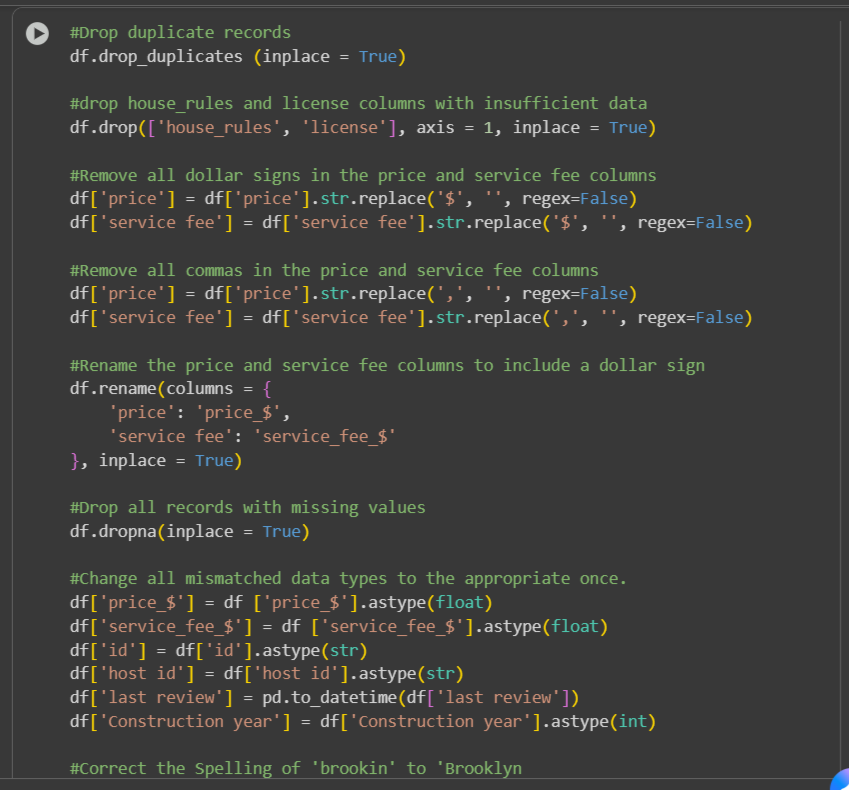 #Drop duplicate records
df.drop_duplicates (inplace = True)
#drop house_rules and license columns with insufficient data
df.drop(['house_rules', 'license'], axis = 1, inplace = True)
#Remove all dollar signs in the price and service fee columns
df['price'] = df['price'].str.replace('$', '', regex=False)
df['service fee'] = df['service fee'].str.replace('$', '', regex=False)
#Remove all commas in the price and service fee columns
df['price'] = df['price'].str.replace(',', '', regex=False)
df['service fee'] = df['service fee'].str.replace(',', '', regex=False)
#Rename the price and service fee columns to include a dollar sign
df.rename(columns = {
    'price': 'price_$',
    'service fee': 'service_fee_$'
}, inplace = True)
#Drop all records with missing values
df.dropna(inplace = True)
#Change all mismatched data types to the appropriate once.
df['price_$'] = df ['price_$'].astype(float)
df['service_fee_$'] = df ['service_fee_$'].astype(float)
df['id'] = df['id'].astype(str)
df['host id'] = df['host id'].astype(str)
df['last review'] = pd.to_datetime(df['last review'])
df['Construction year'] = df['Construction year'].astype(int)
#Correct the Spelling of 'brookin' to 'Brooklyn